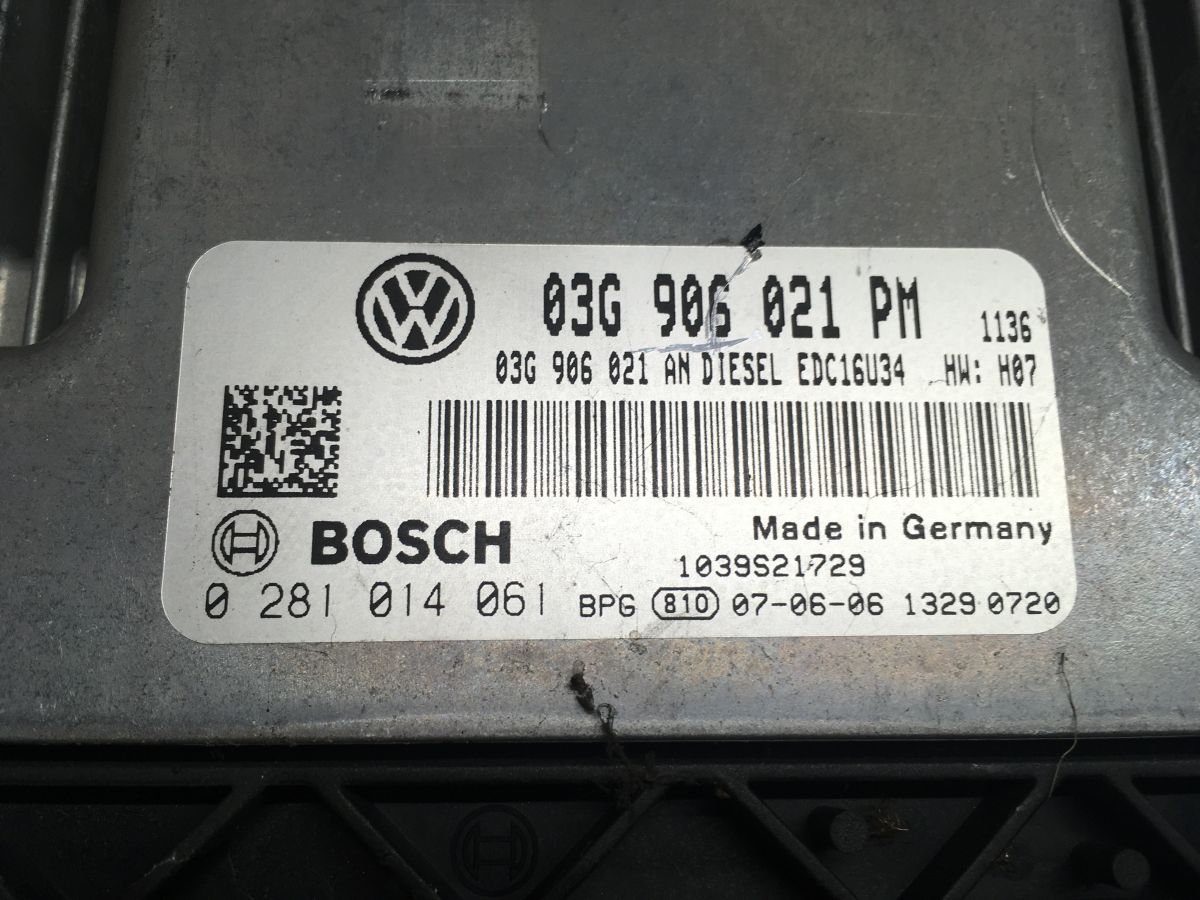 03G 906 021 PM 1136
03G 906 021 AN DIESEL EDC16U34 HW: H07
BOSCH Made in Germany
1039S21729
0 281 014 061 BPG 810 07-06-06 1329 0720